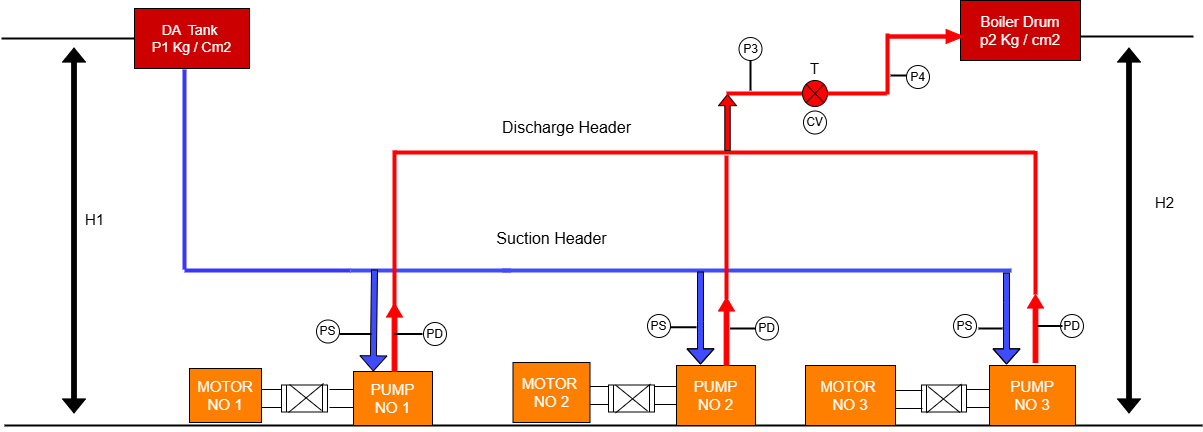 DA Tank
P1 Kg / Cm2
Boiler Drum
p2 Kg / cm2
P3
T
P4
CV
Discharge Header
H1
H2
Suction Header
PS
PD
PS
PD
PS
PD
MOTOR
NO 1
PUMP
NO 1
MOTOR
NO 2
PUMP
NO 2
MOTOR
NO 3
PUMP
NO 3